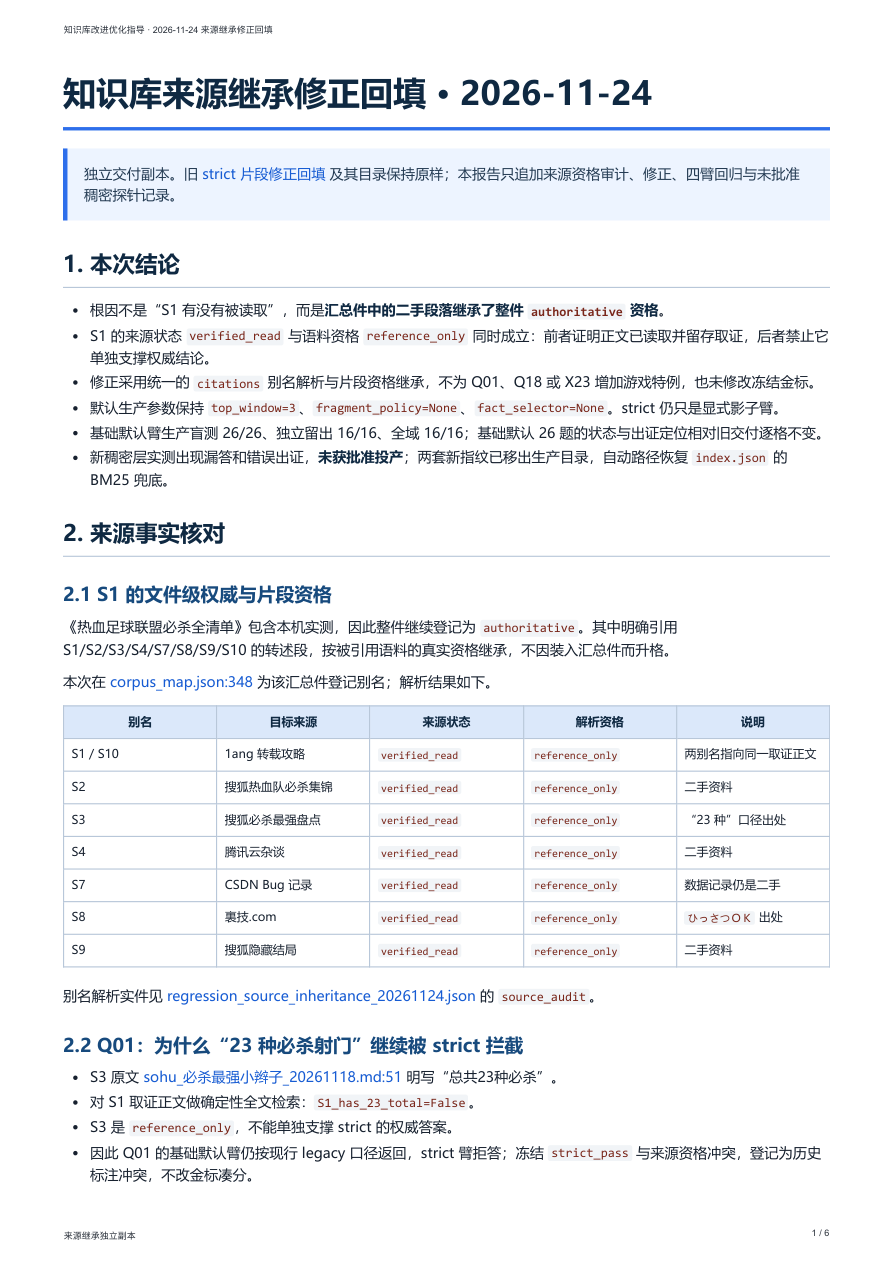 知识库改进优化指导 · 2026-11-24 来源继承修正回填
知识库来源继承修正回填 • 2026-11-24
独立交付副本。旧 strict 片段修正回填 及其目录保持原样；本报告只追加来源资格审计、修正、四臂回归与未批准
稠密探针记录。
1. 本次结论
• 根因不是“S1 有没有被读取”，而是汇总件中的二手段落继承了整件 authoritative 资格。
• S1 的来源状态 verified_read 与语料资格 reference_only 同时成立：前者证明正文已读取并留存取证，后者禁止它
单独支撑权威结论。
• 修正采用统一的 citations 别名解析与片段资格继承，不为 Q01、Q18 或 X23 增加游戏特例，也未修改冻结金标。
• 默认生产参数保持 top_window=3、fragment_policy=None、fact_selector=None。strict 仍只是显式影子臂。
• 基础默认臂生产盲测 26/26、独立留出 16/16、全域 16/16；基础默认 26 题的状态与出证定位相对旧交付逐格不变。
• 新稠密层实测出现漏答和错误出证，未获批准投产；两套新指纹已移出生产目录，自动路径恢复 index.json 的
BM25 兜底。
2. 来源事实核对
2.1 S1 的文件级权威与片段资格
《热血足球联盟必杀全清单》包含本机实测，因此整件继续登记为 authoritative。其中明确引用
S1/S2/S3/S4/S7/S8/S9/S10 的转述段，按被引用语料的真实资格继承，不因装入汇总件而升格。
本次在 corpus_map.json:348 为该汇总件登记别名；解析结果如下。
别名 目标来源 来源状态 解析资格 说明
S1 / S10 1ang 转载攻略 verified_read reference_only 两别名指向同一取证正文
S2 搜狐热血队必杀集锦 verified_read reference_only 二手资料
S3 搜狐必杀最强盘点 verified_read reference_only “23 种”口径出处
S4 腾讯云杂谈 verified_read reference_only 二手资料
S7 CSDN Bug 记录 verified_read reference_only 数据记录仍是二手
S8 裏技.com verified_read reference_only ひっさつＯＫ 出处
S9 搜狐隐藏结局 verified_read reference_only 二手资料
别名解析实件见 regression_source_inheritance_20261124.json 的 source_audit。
2.2 Q01：为什么“23 种必杀射门”继续被 strict 拦截
• S3 原文 sohu_必杀最强小辫子_20261118.md:51 明写“总共23种必杀”。
• 对 S1 取证正文做确定性全文检索：S1_has_23_total=False。
• S3 是 reference_only，不能单独支撑 strict 的权威答案。
• 因此 Q01 的基础默认臂仍按现行 legacy 口径返回，strict 臂拒答；冻结 strict_pass 与来源资格冲突，登记为历史
标注冲突，不改金标凑分。
来源继承独立副本
1 / 6